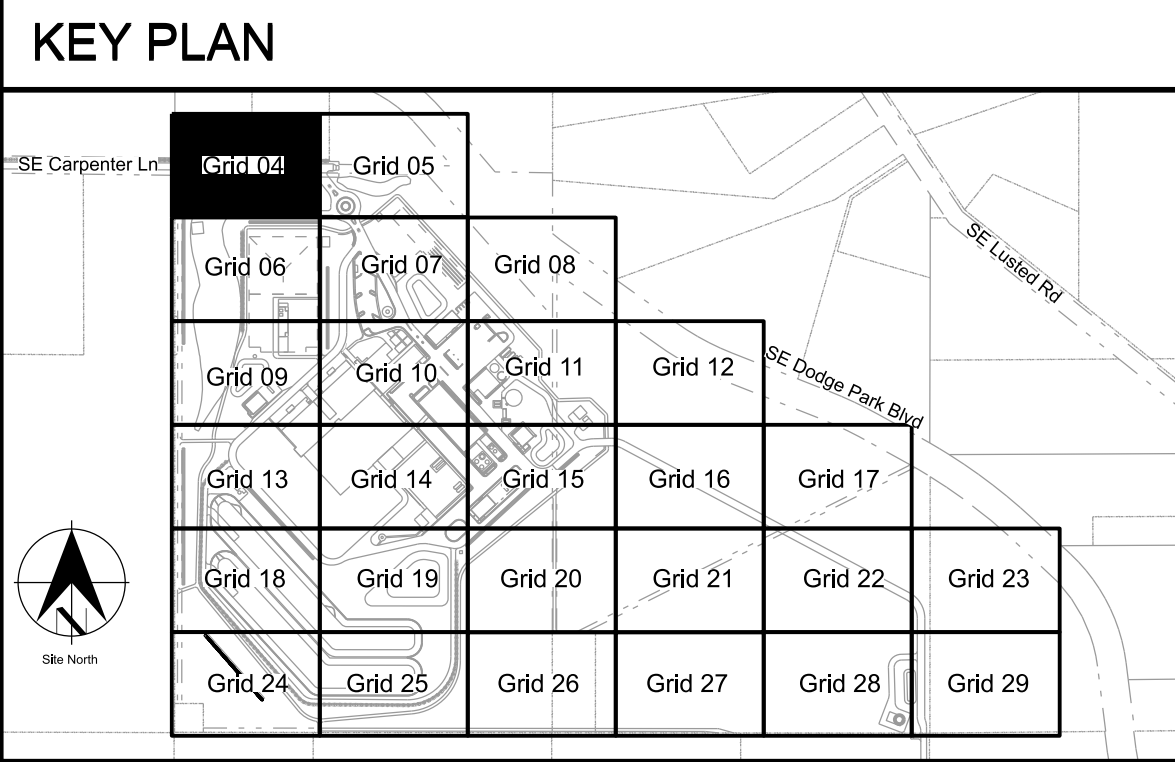 KEY PLAN
SE Carpenter Ln
Grid 04
Grid 05
Grid 06
Grid 07
Grid 08
SE Lusted Rd
Grid 09
Grid 10
Grid 11
Grid 12
SE Dodge Park Blvd
Grid 13
Grid 14
Grid 15
Grid 16
Grid 17
Grid 18
Grid 19
Grid 20
Grid 21
Grid 22
Grid 23
Site North
Grid 24
Grid 25
Grid 26
Grid 27
Grid 28
Grid 29